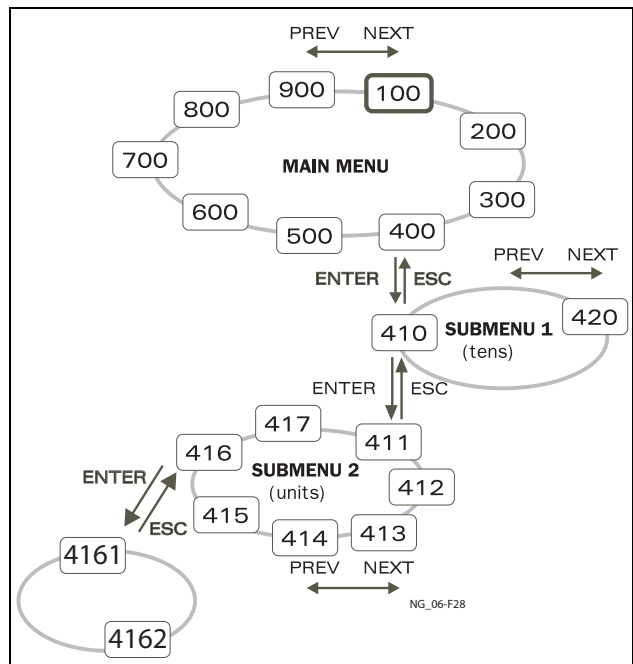 PREV NEXT
900 100
800 200
MAIN MENU
700 300
600 400
500
ENTER ESC
PREV NEXT
410 SUBMENU 1 420
(tens)
ENTER ESC
417 411
416 412
SUBMENU 2
(units)
415 413
414
ENTER
ESC
PREV NEXT
4161
4162
NG_06-F28